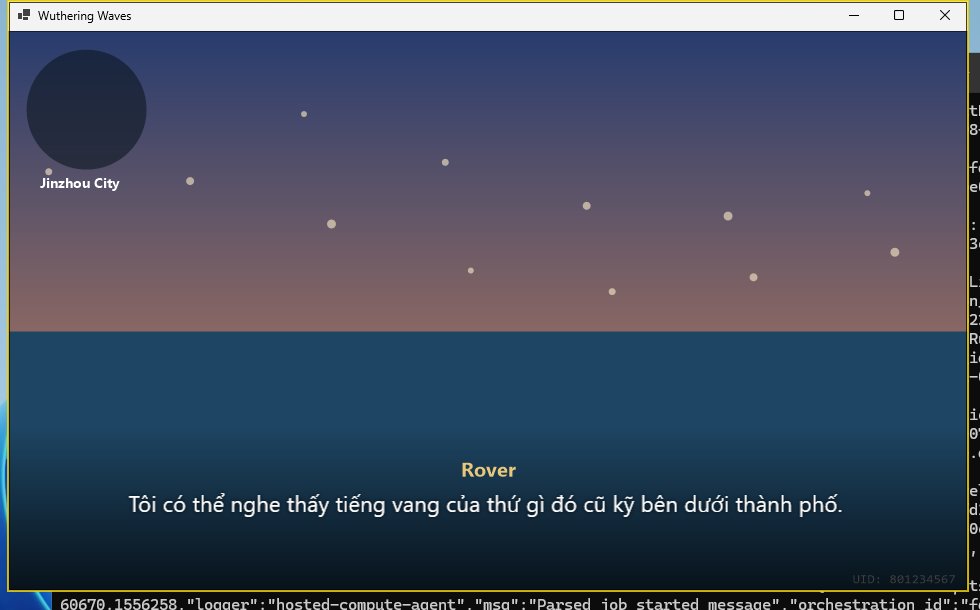 Wuthering Waves
Jinzhou City
Rover
Tôi có thể nghe thấy tiếng vang của thứ gì đó cũ kỹ bên dưới thành phố.
UID: 801234567
60670.1556258,"logger":"hosted-compute-agent","msg":"Parsed job started message","orchestration_id":"f